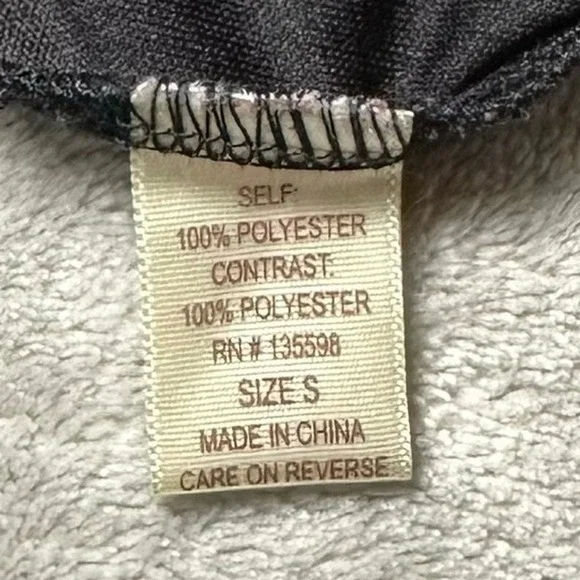 SELF:
100% POLYESTER
CONTRAST:
100% POLYESTER
RN # 135598
SIZE S
MADE IN CHINA
CARE ON REVERSE